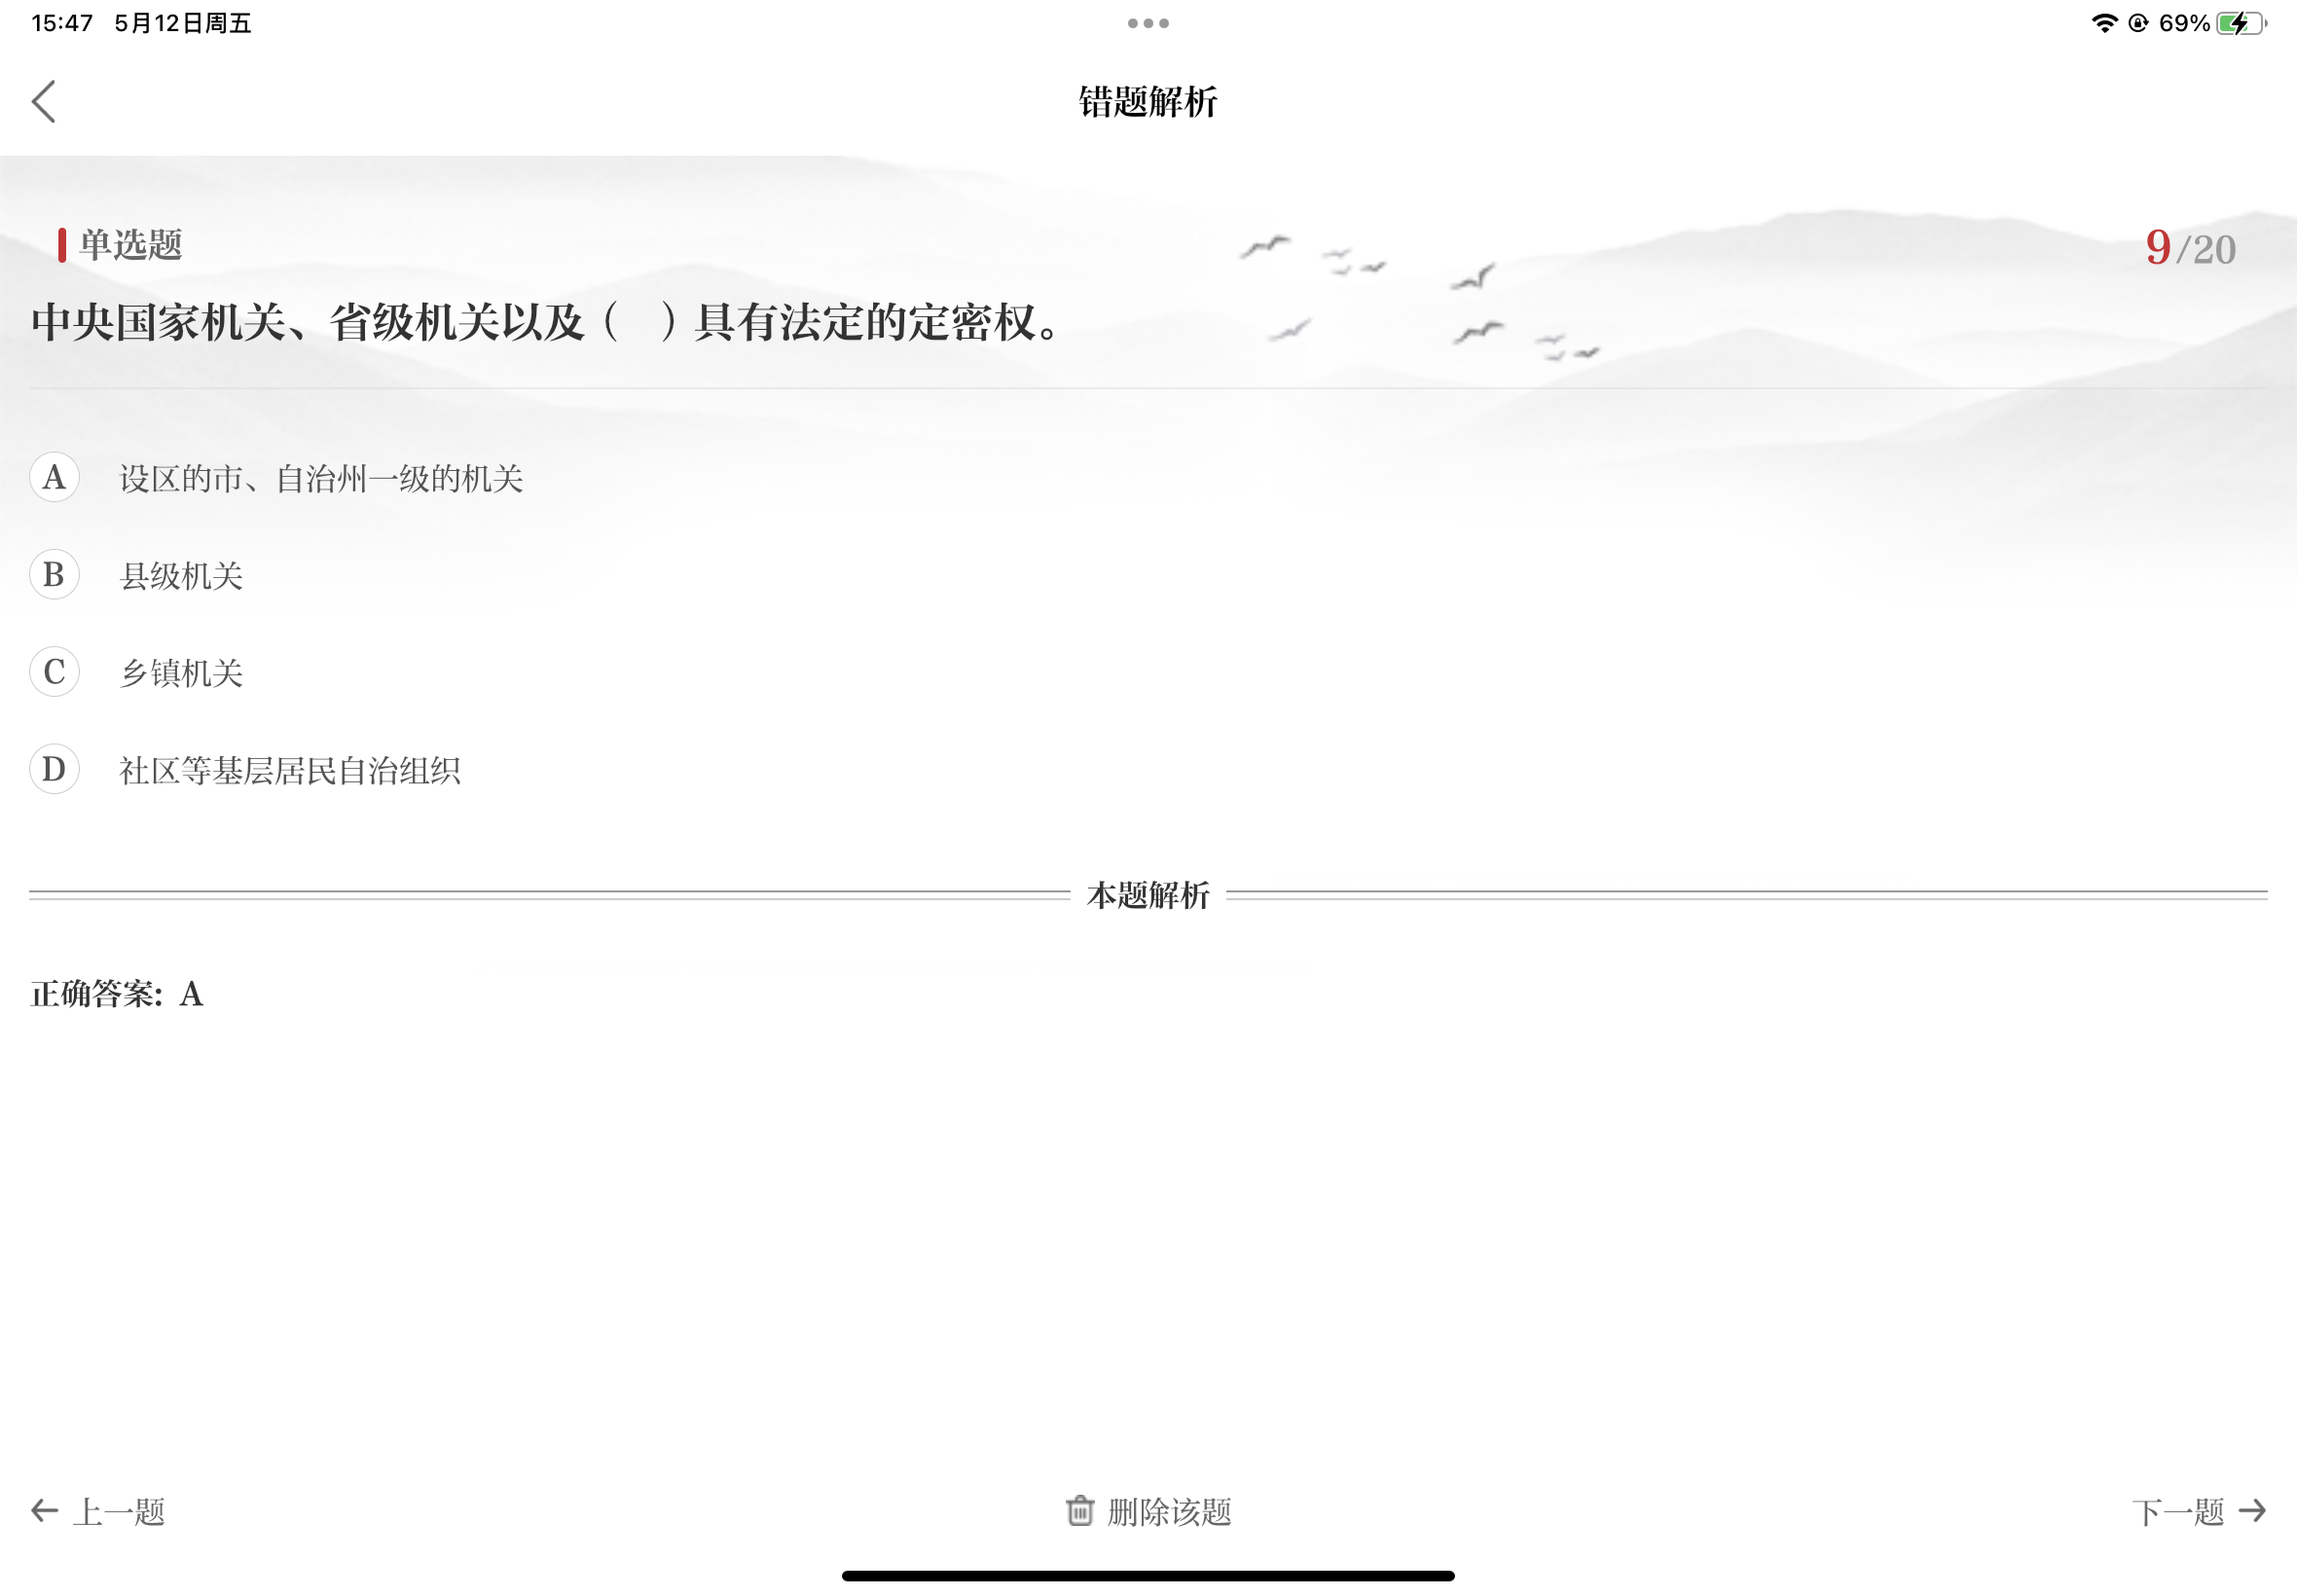 15:47 5月12日周五
69%
错题解析
单选题
9/20
中央国家机关、省级机关以及（ ）具有法定的定密权。
A 设区的市、自治州一级的机关
B 县级机关
C 乡镇机关
D 社区等基层居民自治组织
本题解析
正确答案: A
上一题
删除该题
下一题